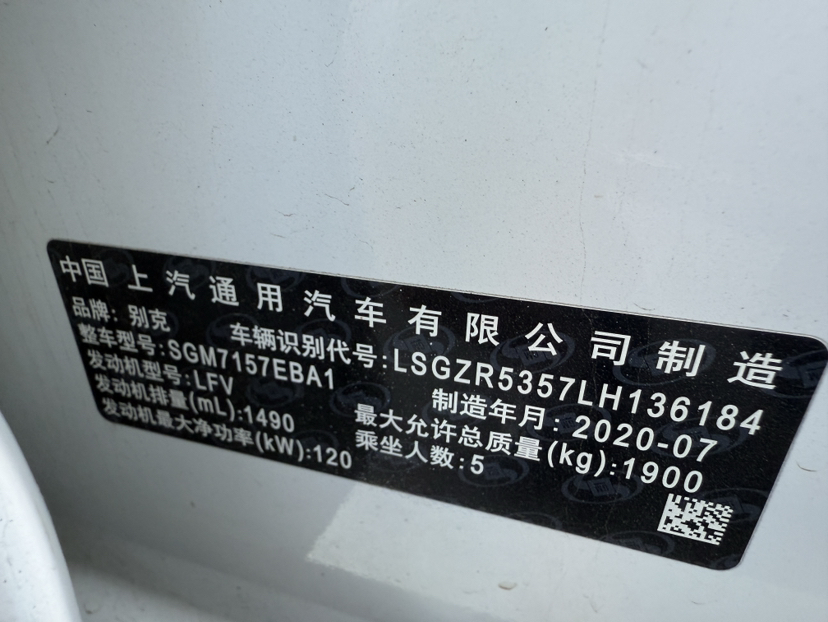 中国 上汽通用汽车有限公司制造
品牌: 别克
车辆识别代号:LSGZR5357LH136184
整车型号:SGM7157EBA1
制造年月: 2020-07
发动机型号:LFV
最大允许总质量(kg):1900
发动机排量(mL):1490
乘坐人数:5
发动机最大净功率(kW):120